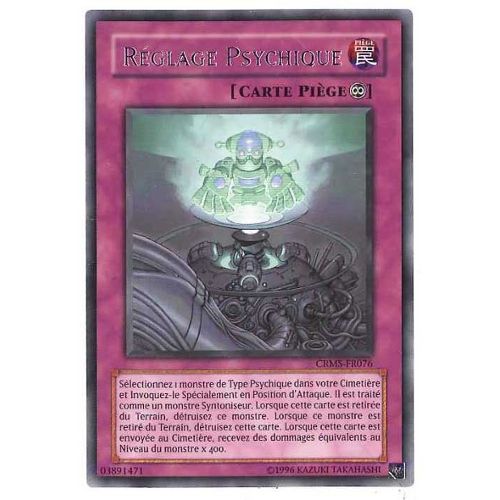 RÉGLAGE PSYCHIQUE
PIÈGE
罠
[CARTE PIÈGE]
CRMS-FR076
Sélectionnez 1 monstre de Type Psychique dans votre Cimetière
et Invoquez-le Spécialement en Position d'Attaque. Il est traité
comme un monstre Syntoniseur. Lorsque cette carte est retirée
du Terrain, détruisez ce monstre. Lorsque ce monstre est
retiré du Terrain, détruisez cette carte. Lorsque cette carte est
envoyée au Cimetière, recevez des dommages équivalents au
Niveau du monstre x 400.
03891471
©1996 KAZUKI TAKAHASHI